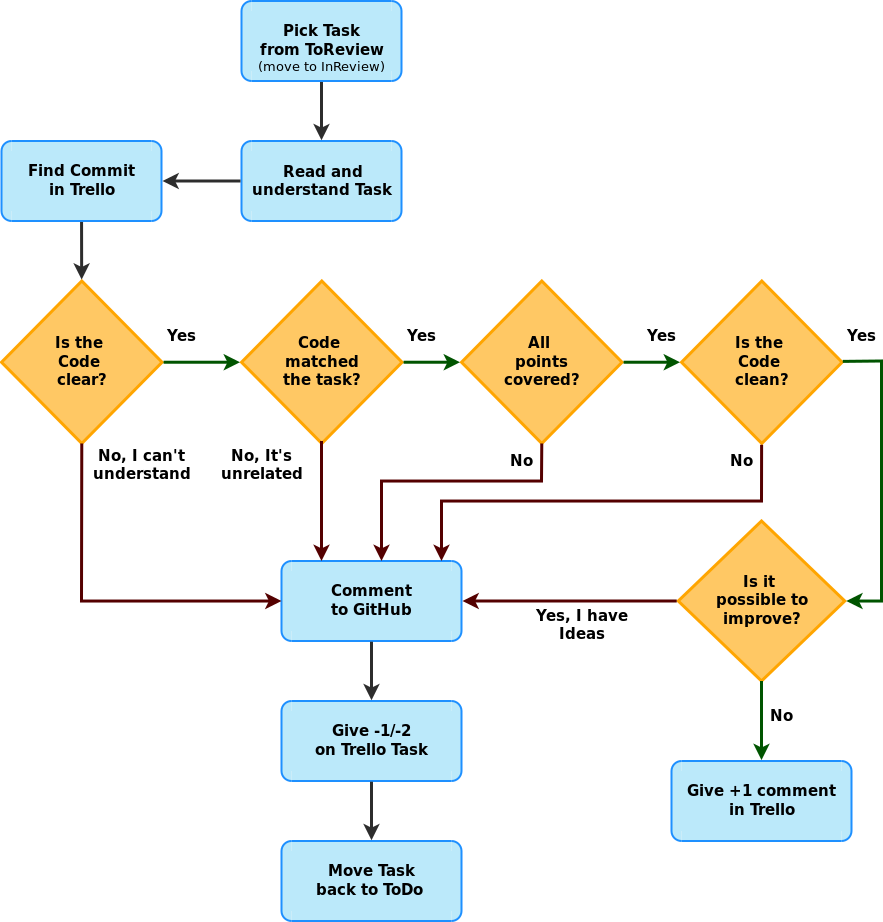 Pick Task
from ToReview
(move to InReview)
Find Commit
in Trello
Read and
understand Task
Is the
Code
clear?
Yes
Code
matched
the task?
Yes
All
points
covered?
Yes
Is the
Code
clean?
Yes
No, I can't
understand
No, It's
unrelated
No
No
Comment
to GitHub
Yes, I have
Ideas
Is it
possible to
improve?
No
Give -1/-2
on Trello Task
Give +1 comment
in Trello
Move Task
back to ToDo